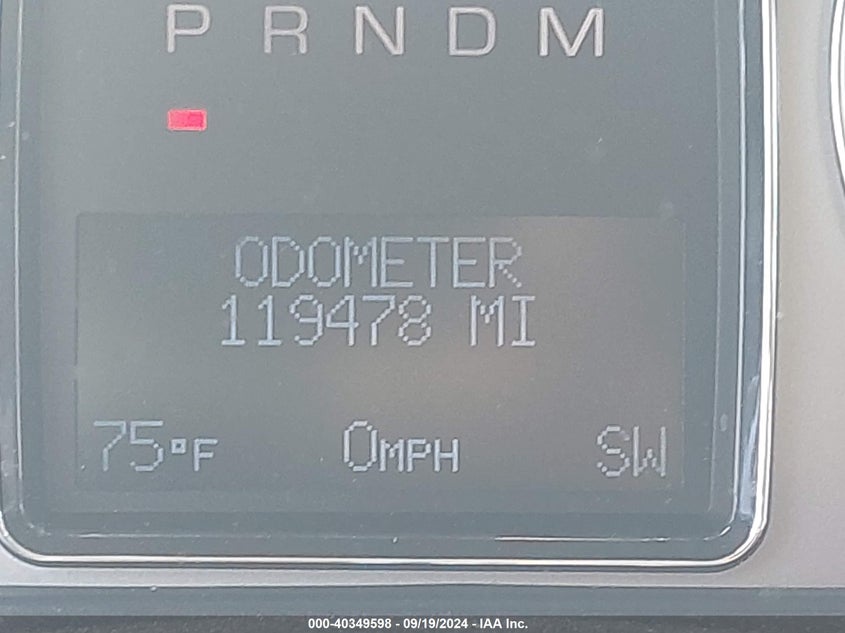 P R N D M
ODOMETER
119478 MI
75°F 0MPH SW
000-40349598 - 09/19/2024 - IAA Inc.